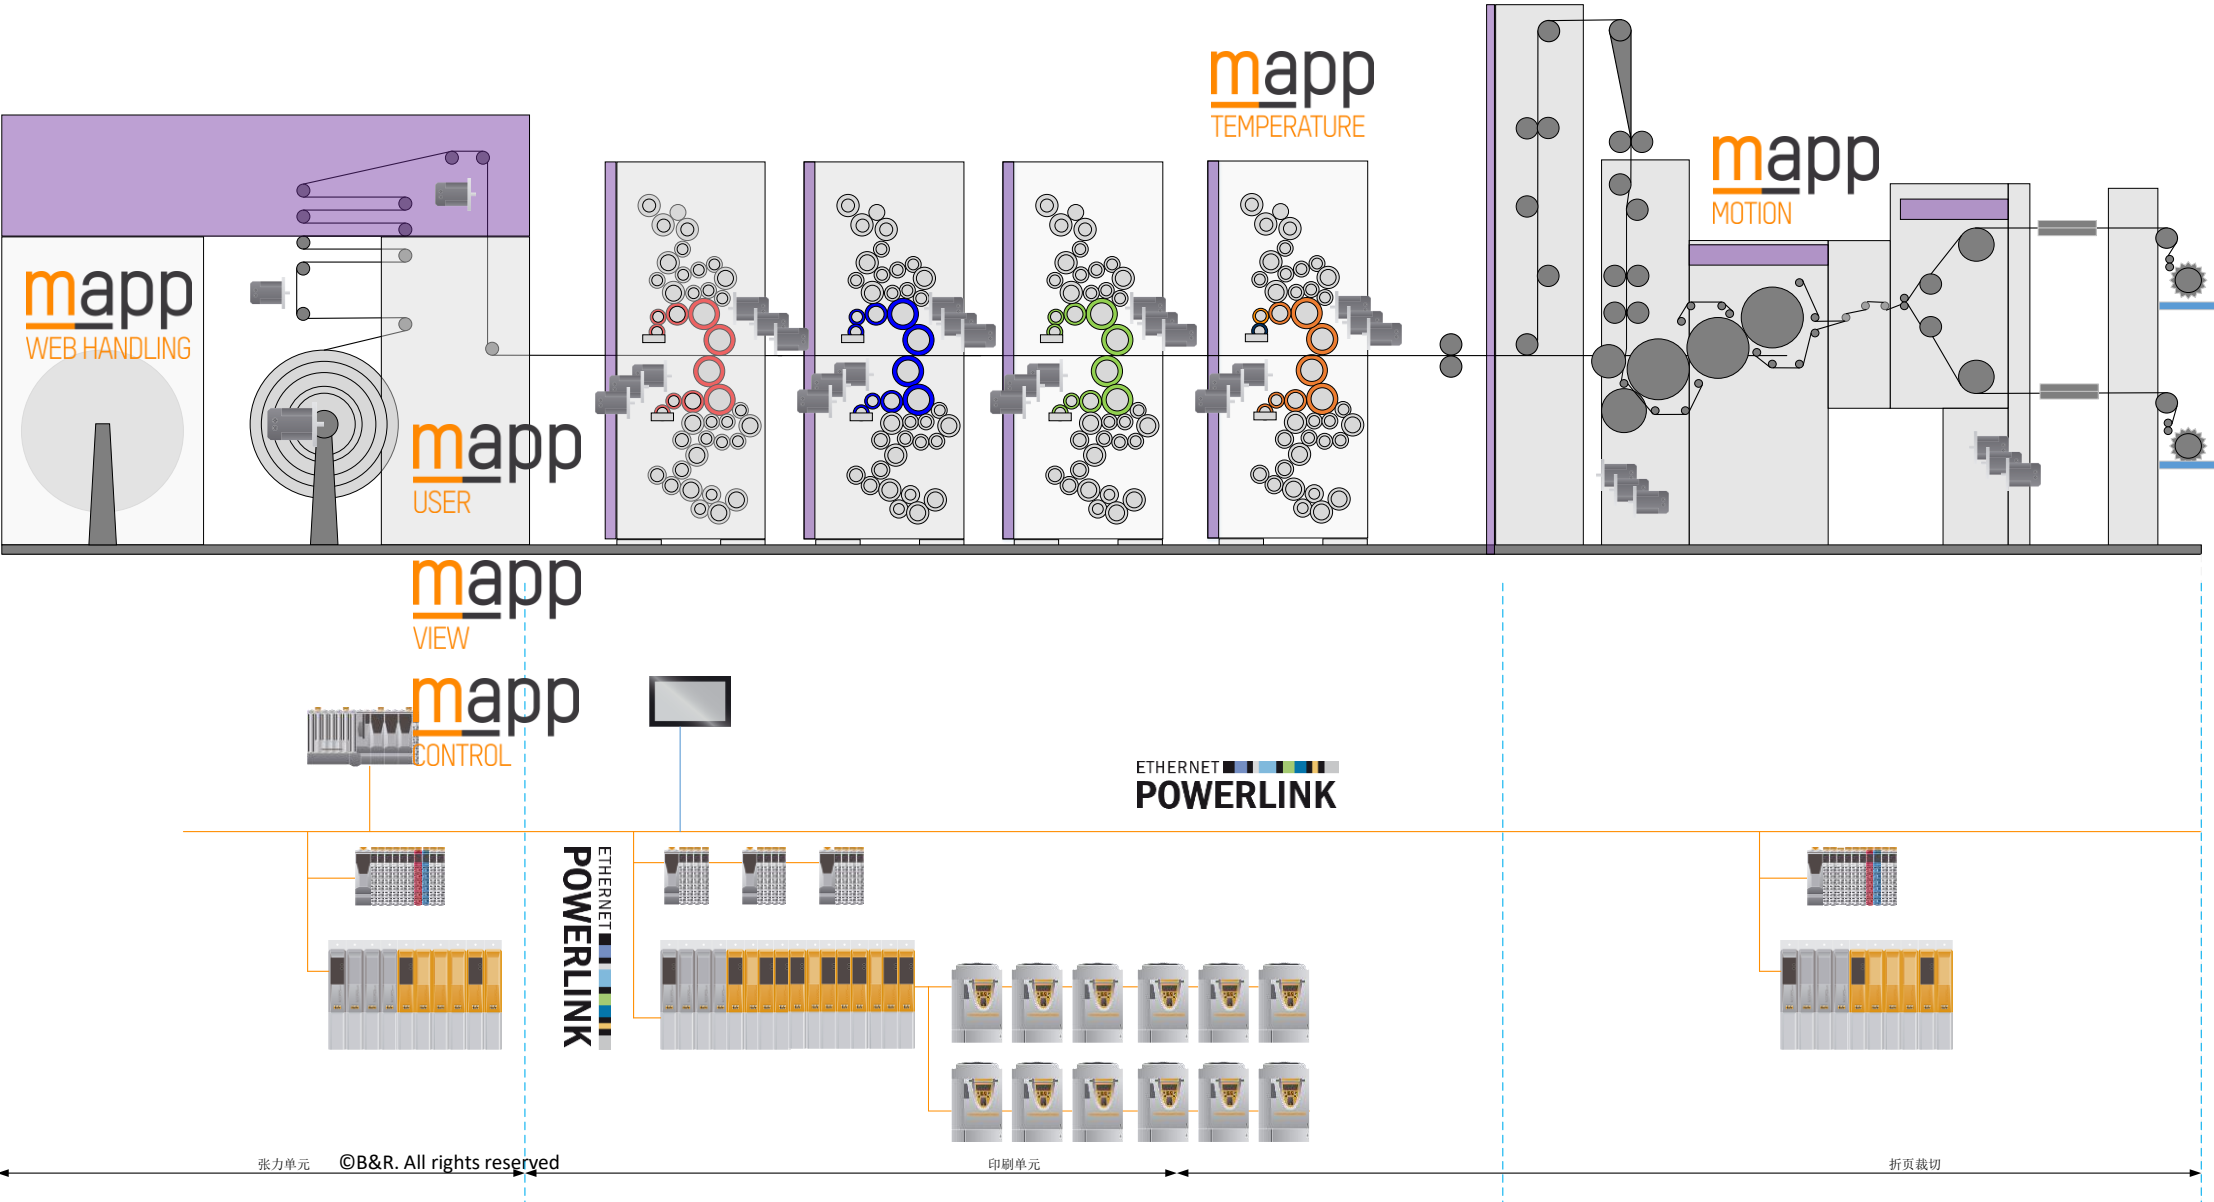 mapp
TEMPERATURE
mapp
MOTION
mapp
WEB HANDLING
mapp
USER
mapp
VIEW
mapp
CONTROL
ETHERNET
POWERLINK
ETHERNET
POWERLINK
张力单元
©B&R. All rights reserved
印刷单元
折页裁切